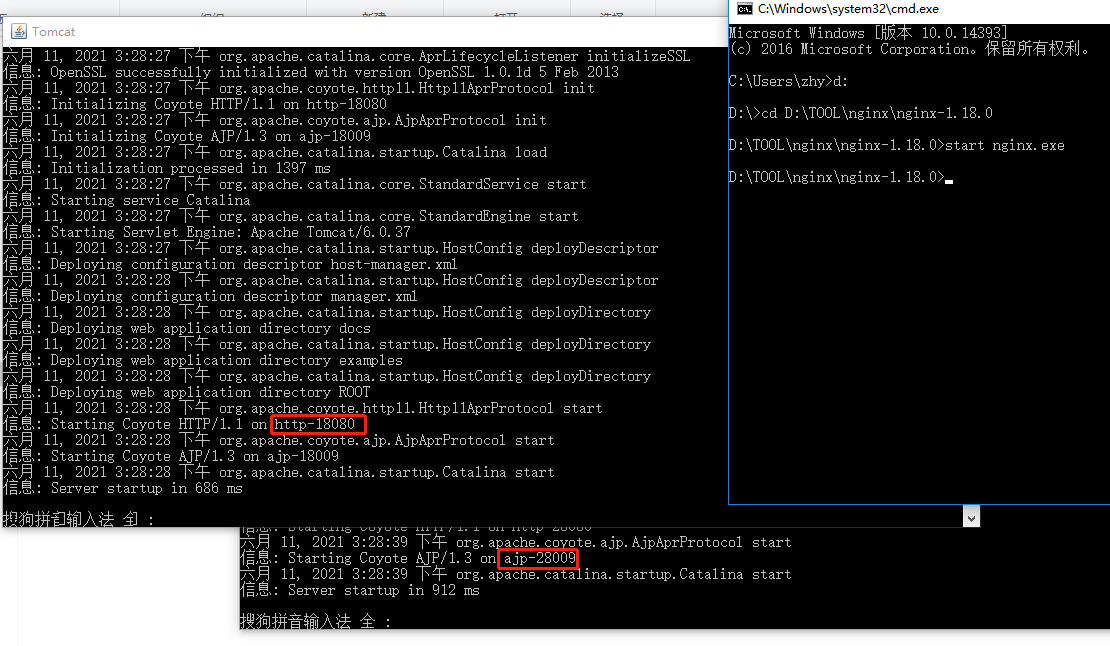 Tomcat
六月 11, 2021 3:28:27 下午 org.apache.catalina.core.AprLifecycleListener initializeSSL
信息: OpenSSL successfully initialized with version OpenSSL 1.0.1d 5 Feb 2013
六月 11, 2021 3:28:27 下午 org.apache.coyote.http11.Http11AprProtocol init
信息: Initializing Coyote HTTP/1.1 on http-18080
六月 11, 2021 3:28:27 下午 org.apache.coyote.ajp.AjpAprProtocol init
信息: Initializing Coyote AJP/1.3 on ajp-18009
六月 11, 2021 3:28:27 下午 org.apache.catalina.startup.Catalina load
信息: Initialization processed in 1397 ms
六月 11, 2021 3:28:27 下午 org.apache.catalina.core.StandardService start
信息: Starting service Catalina
六月 11, 2021 3:28:27 下午 org.apache.catalina.core.StandardEngine start
信息: Starting Servlet Engine: Apache Tomcat/6.0.37
六月 11, 2021 3:28:27 下午 org.apache.catalina.startup.HostConfig deployDescriptor
信息: Deploying configuration descriptor host-manager.xml
六月 11, 2021 3:28:28 下午 org.apache.catalina.startup.HostConfig deployDescriptor
信息: Deploying configuration descriptor manager.xml
六月 11, 2021 3:28:28 下午 org.apache.catalina.startup.HostConfig deployDirectory
信息: Deploying web application directory docs
六月 11, 2021 3:28:28 下午 org.apache.catalina.startup.HostConfig deployDirectory
信息: Deploying web application directory examples
六月 11, 2021 3:28:28 下午 org.apache.catalina.startup.HostConfig deployDirectory
信息: Deploying web application directory ROOT
六月 11, 2021 3:28:28 下午 org.apache.coyote.http11.Http11AprProtocol start
信息: Starting Coyote HTTP/1.1 on http-18080
六月 11, 2021 3:28:28 下午 org.apache.coyote.ajp.AjpAprProtocol start
信息: Starting Coyote AJP/1.3 on ajp-18009
六月 11, 2021 3:28:28 下午 org.apache.catalina.startup.Catalina start
信息: Server startup in 686 ms
搜狗拼音输入法 全 :
C:\Windows\system32\cmd.exe
Microsoft Windows [版本 10.0.14393]
(c) 2016 Microsoft Corporation。保留所有权利。
C:\Users\zhy>d:
D:\>cd D:\TOOL\nginx\nginx-1.18.0
D:\TOOL\nginx\nginx-1.18.0>start nginx.exe
D:\TOOL\nginx\nginx-1.18.0>
信息: Starting Coyote HTTP/1.1 on http-28080
六月 11, 2021 3:28:39 下午 org.apache.coyote.ajp.AjpAprProtocol start
信息: Starting Coyote AJP/1.3 on ajp-28009
六月 11, 2021 3:28:39 下午 org.apache.catalina.startup.Catalina start
信息: Server startup in 912 ms
搜狗拼音输入法 全 :